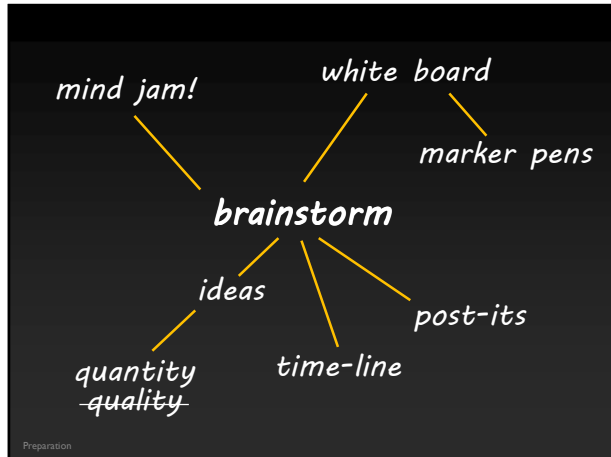 mind jam!
white board
marker pens
brainstorm
ideas
post-its
time-line
quantity
quality
Preparation